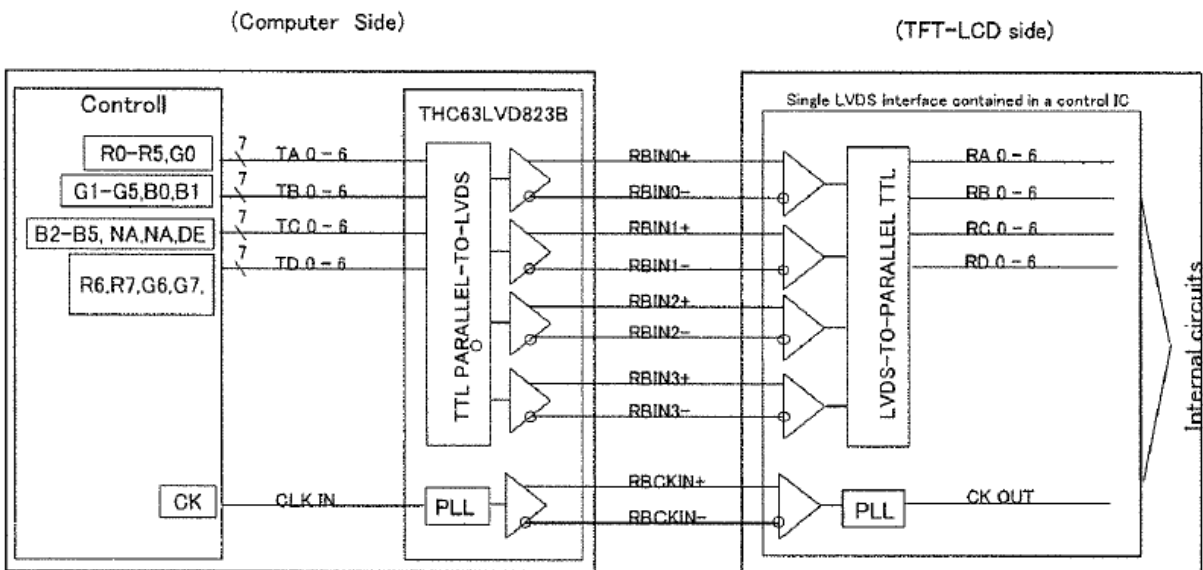 (Computer Side)
(TFT-LCD side)
Controll
THC63LVD823B
Single LVDS interface contained in a control IC
R0-R5,G0
7
TA 0-6
RBIN0+
RA 0-6
G1-G5,B0,B1
7
TB 0-6
RBIN0-
RB 0-6
B2-B5, NA,NA,DE
7
TC 0-6
RBIN1+
RC 0-6
R6,R7,G6,G7,
7
TD 0-6
RBIN1-
RD 0-6
TTL PARALLEL-TO-LVDS
RBIN2+
RBIN2-
RBIN3+
RBIN3-
LVDS-TO-PARALLEL TTL
Internal circuits
CK
CLK IN
PLL
RBCKIN+
RBCKIN-
PLL
CK OUT